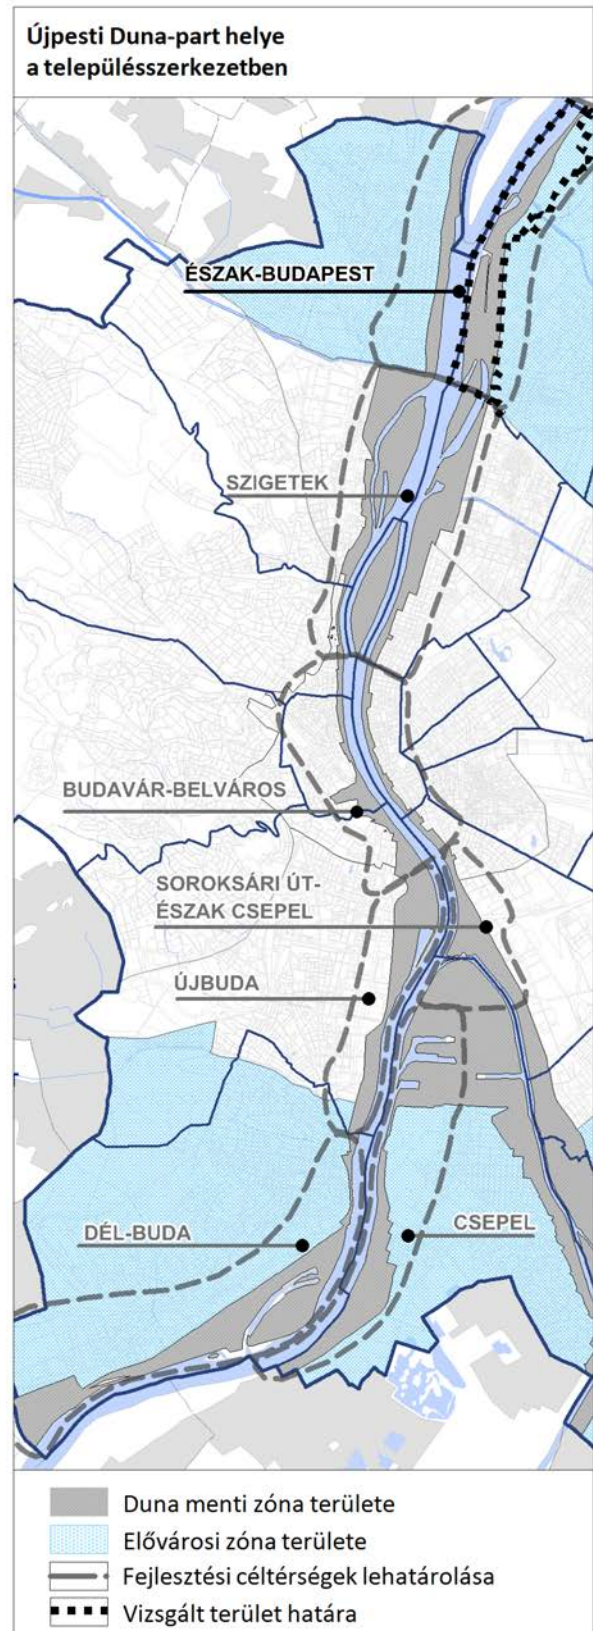 Újpesti Duna-part helye
a településszerkezetben
ÉSZAK-BUDAPEST
SZIGETEK
BUDAVÁR-BELVÁROS
SOROKSÁRI ÚT-
ÉSZAK CSEPEL
ÚJBUDA
DÉL-BUDA
CSEPEL
Duna menti zóna területe
Elővárosi zóna területe
Fejlesztési céltérségek lehatárolása
Vizsgált terület határa